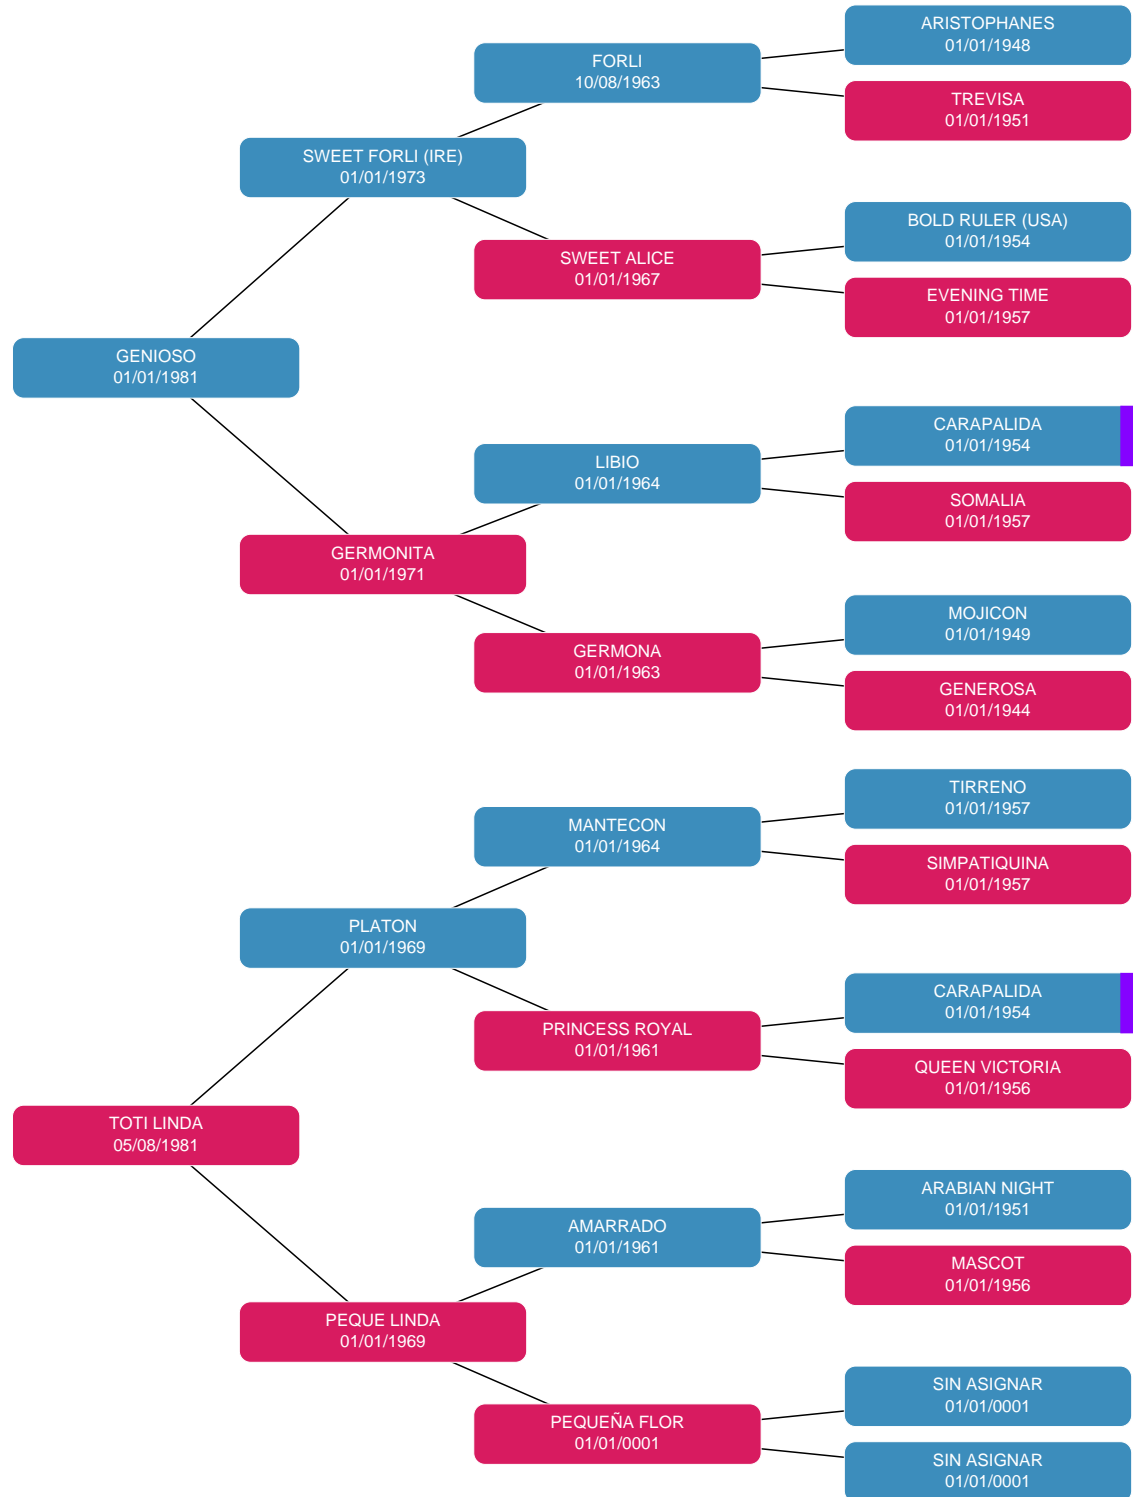 ARISTOPHANES
01/01/1948
FORLI
10/08/1963
TREVISA
01/01/1951
SWEET FORLI (IRE)
01/01/1973
BOLD RULER (USA)
01/01/1954
SWEET ALICE
01/01/1967
EVENING TIME
01/01/1957
GENIOSO
01/01/1981
CARAPALIDA
01/01/1954
LIBIO
01/01/1964
SOMALIA
01/01/1957
GERMONITA
01/01/1971
MOJICON
01/01/1949
GERMONA
01/01/1963
GENEROSA
01/01/1944
TIRRENO
01/01/1957
MANTECON
01/01/1964
SIMPATIQUINA
01/01/1957
PLATON
01/01/1969
CARAPALIDA
01/01/1954
PRINCESS ROYAL
01/01/1961
QUEEN VICTORIA
01/01/1956
TOTI LINDA
05/08/1981
ARABIAN NIGHT
01/01/1951
AMARRADO
01/01/1961
MASCOT
01/01/1956
PEQUE LINDA
01/01/1969
SIN ASIGNAR
01/01/0001
PEQUEÑA FLOR
01/01/0001
SIN ASIGNAR
01/01/0001